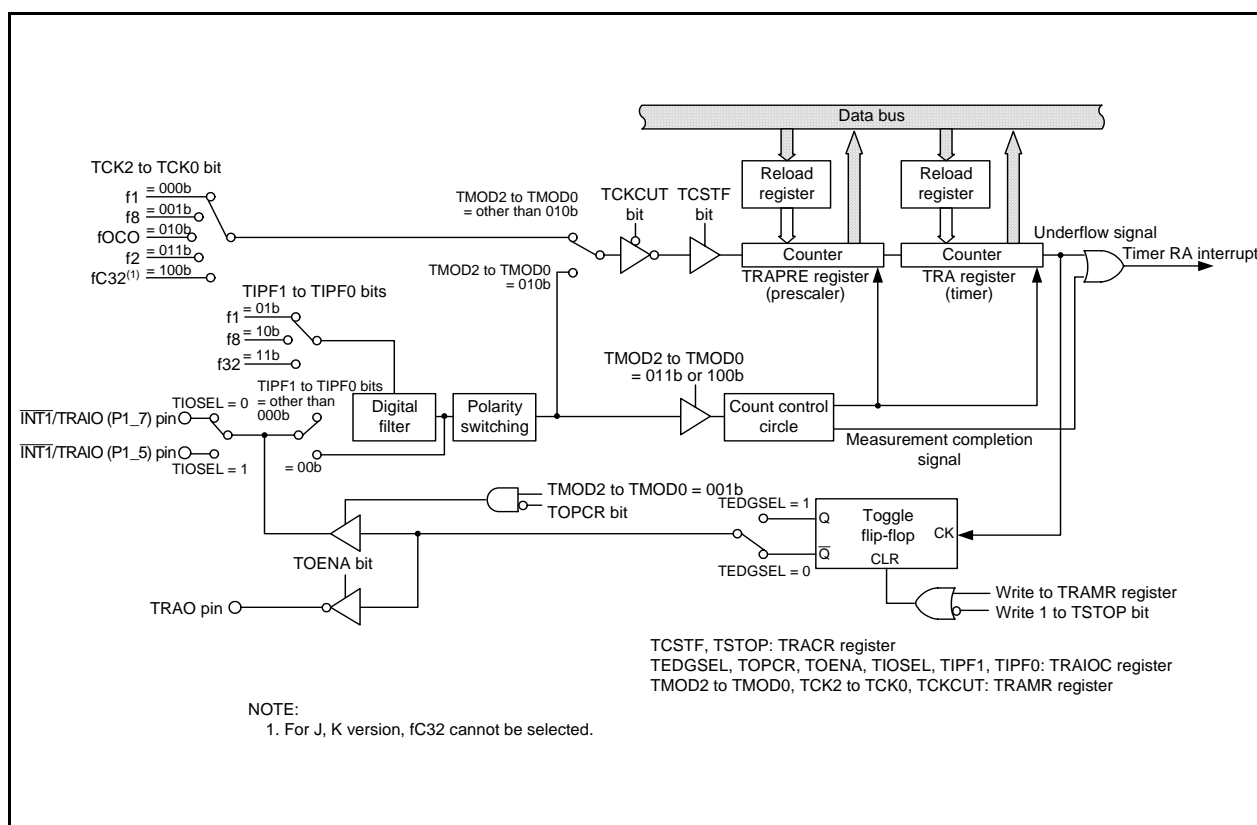 Data bus
TCK2 to TCK0 bit
f1
= 000b
f8
= 001b
fOCO
= 010b
f2
= 011b
fC32(1)
= 100b
TMOD2 to TMOD0
= other than 010b
TCKCUT
bit
TCSTF
bit
Reload
register
Reload
register
Underflow signal
Counter
Counter
Timer RA interrupt
TRAPRE register
(prescaler)
TRA register
(timer)
TMOD2 to TMOD0
= 010b
TIPF1 to TIPF0 bits
f1
= 01b
f8
= 10b
f32
= 11b
TMOD2 to TMOD0
= 011b or 100b
TIPF1 to TIPF0 bits
= other than
000b
TIOSEL = 0
INT1/TRAIO (P1_7) pin
Digital
filter
Polarity
switching
Count control
circle
INT1/TRAIO (P1_5) pin
TIOSEL = 1
= 00b
Measurement completion
signal
TMOD2 to TMOD0 = 001b
TOPCR bit
TEDGSEL = 1
Q
Toggle
flip-flop
CK
Q
CLR
TEDGSEL = 0
TOENA bit
TRAO pin
Write to TRAMR register
Write 1 to TSTOP bit
TCSTF, TSTOP: TRACR register
TEDGSEL, TOPCR, TOENA, TIOSEL, TIPF1, TIPF0: TRAIOC register
TMOD2 to TMOD0, TCK2 to TCK0, TCKCUT: TRAMR register
NOTE:
1. For J, K version, fC32 cannot be selected.